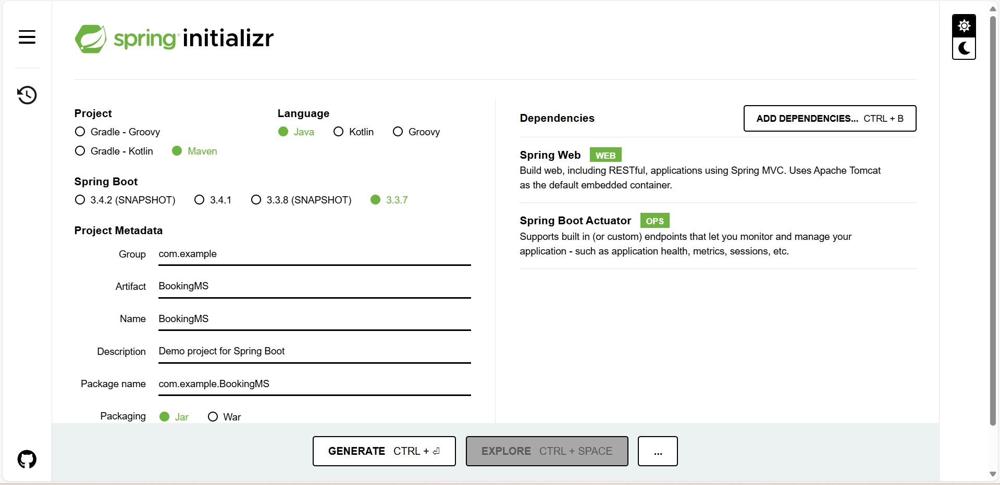 spring initializr
Project
Gradle - Groovy
Gradle - Kotlin Maven
Language
Java Kotlin Groovy
Spring Boot
3.4.2 (SNAPSHOT) 3.4.1 3.3.8 (SNAPSHOT) 3.3.7
Project Metadata
Group com.example
Artifact BookingMS
Name BookingMS
Description Demo project for Spring Boot
Package name com.example.BookingMS
Packaging Jar War
Dependencies ADD DEPENDENCIES... CTRL + B
Spring Web WEB
Build web, including RESTful, applications using Spring MVC. Uses Apache Tomcat
as the default embedded container.
Spring Boot Actuator OPS
Supports built in (or custom) endpoints that let you monitor and manage your
application - such as application health, metrics, sessions, etc.
GENERATE CTRL + ⏎ EXPLORE CTRL + SPACE ...